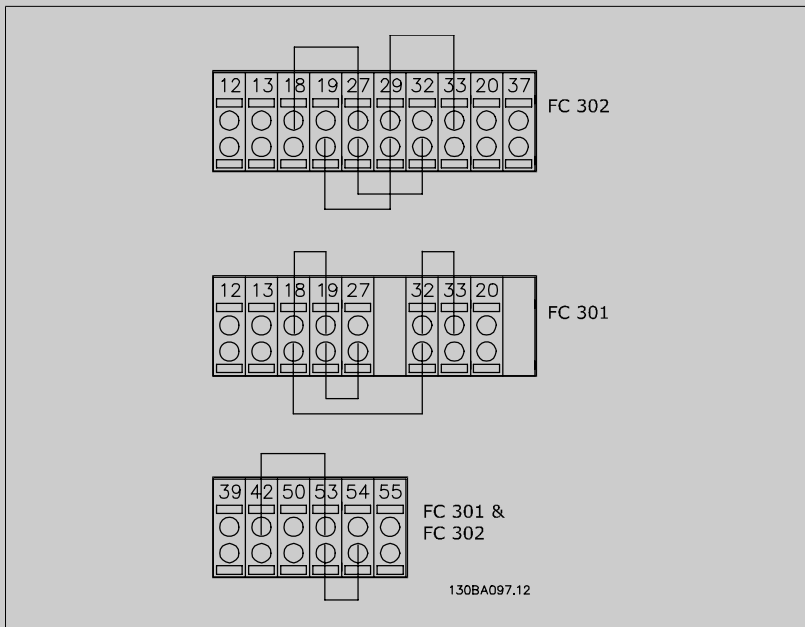 12 13 18 19 27 29 32 33 20 37
FC 302
12 13 18 19 27 32 33 20
FC 301
39 42 50 53 54 55
FC 301 &
FC 302
130BA097.12